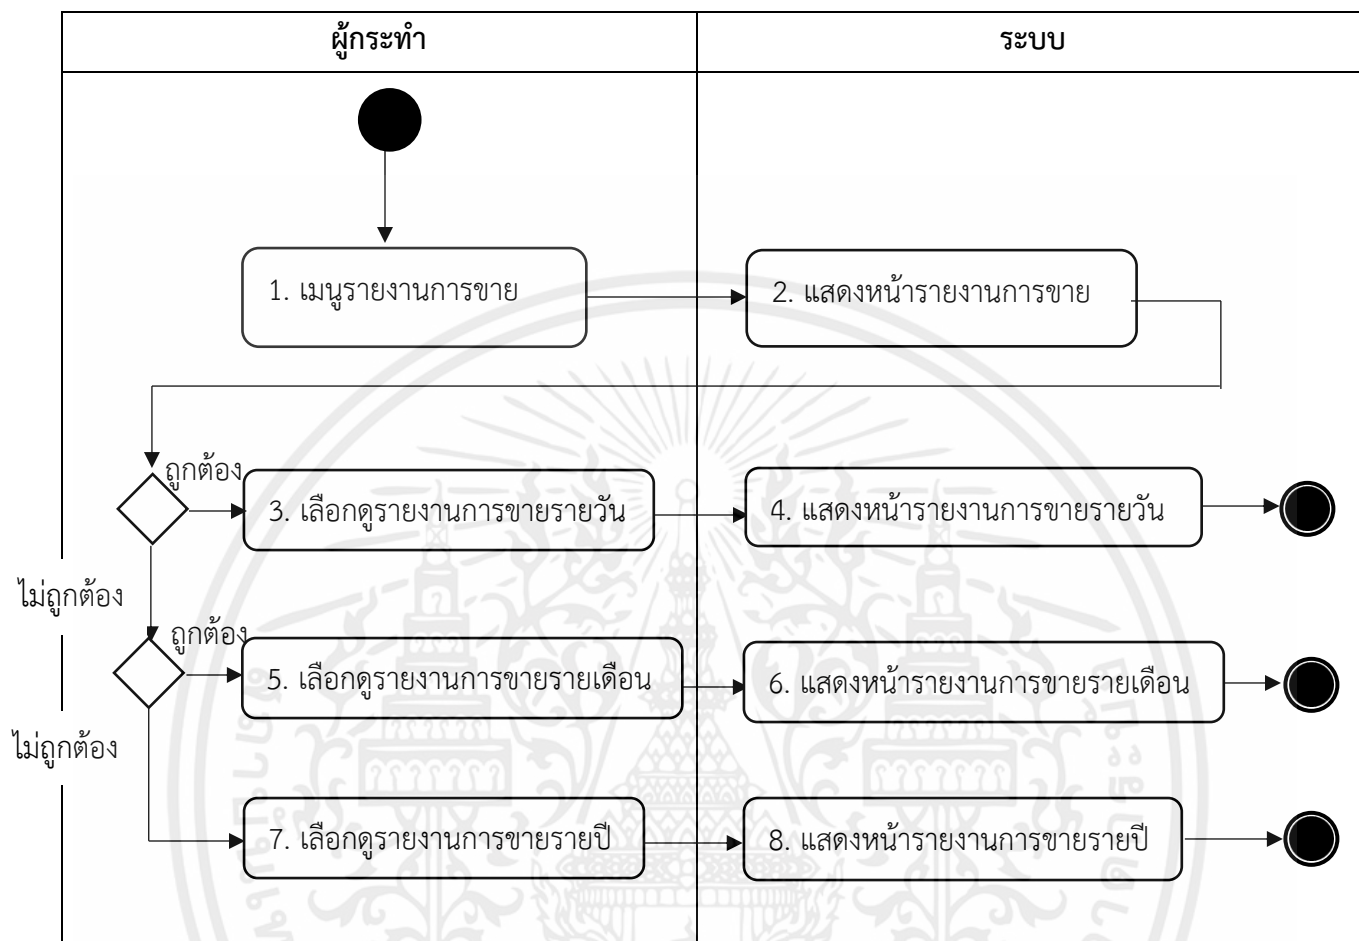 ผู้กระทำ
ระบบ
1. เมนูรายงานการขาย
2. แสดงหน้ารายงานการขาย
ถูกต้อง
3. เลือกดูรายงานการขายรายวัน
4. แสดงหน้ารายงานการขายรายวัน
ไม่ถูกต้อง
ถูกต้อง
5. เลือกดูรายงานการขายรายเดือน
6. แสดงหน้ารายงานการขายรายเดือน
ไม่ถูกต้อง
7. เลือกดูรายงานการขายรายปี
8. แสดงหน้ารายงานการขายรายปี